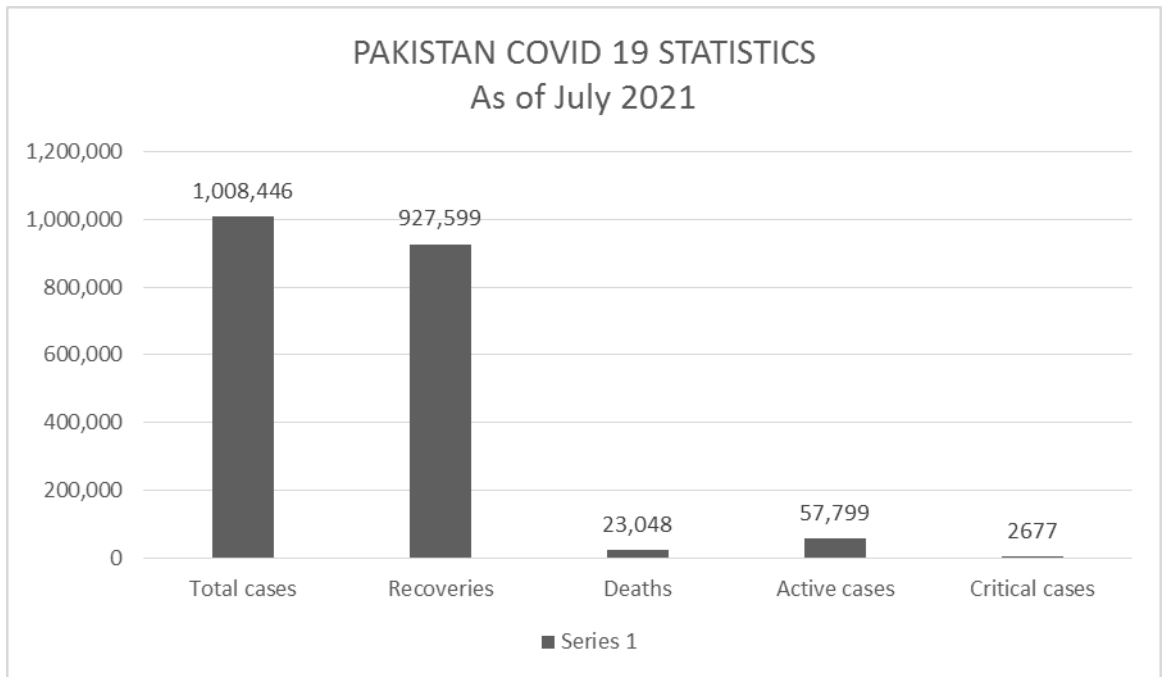 PAKISTAN COVID 19 STATISTICS
As of July 2021
1,200,000
1,000,000
800,000
600,000
400,000
200,000
0
1,008,446
927,599
23,048
57,799
2677
Total cases
Recoveries
Deaths
Active cases
Critical cases
Series 1